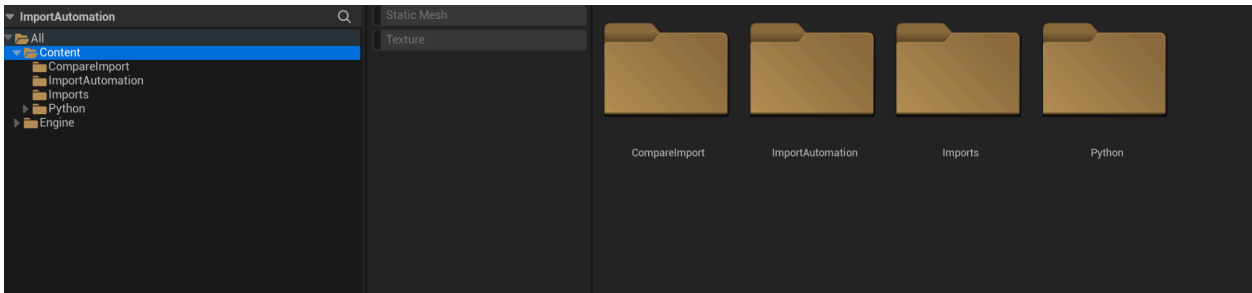 ImportAutomation
All
Content
CompareImport
ImportAutomation
Imports
Python
Engine
Static Mesh
Texture
CompareImport
ImportAutomation
Imports
Python